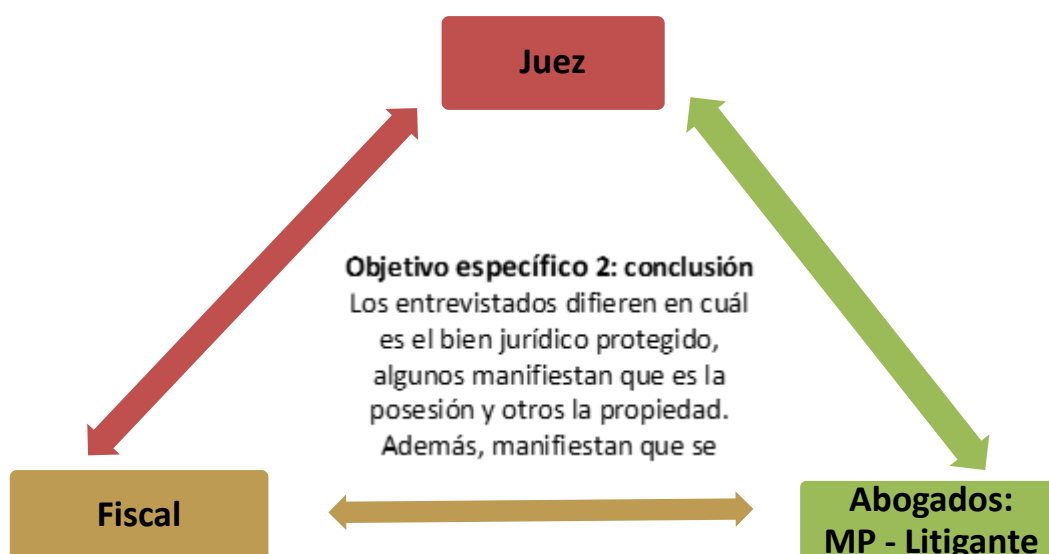 Juez
Objetivo específico 2: conclusión
Los entrevistados difieren en cuál
es el bien jurídico protegido,
algunos manifiestan que es la
posesión y otros la propiedad.
Además, manifiestan que se
Fiscal
Abogados:
MP - Litigante